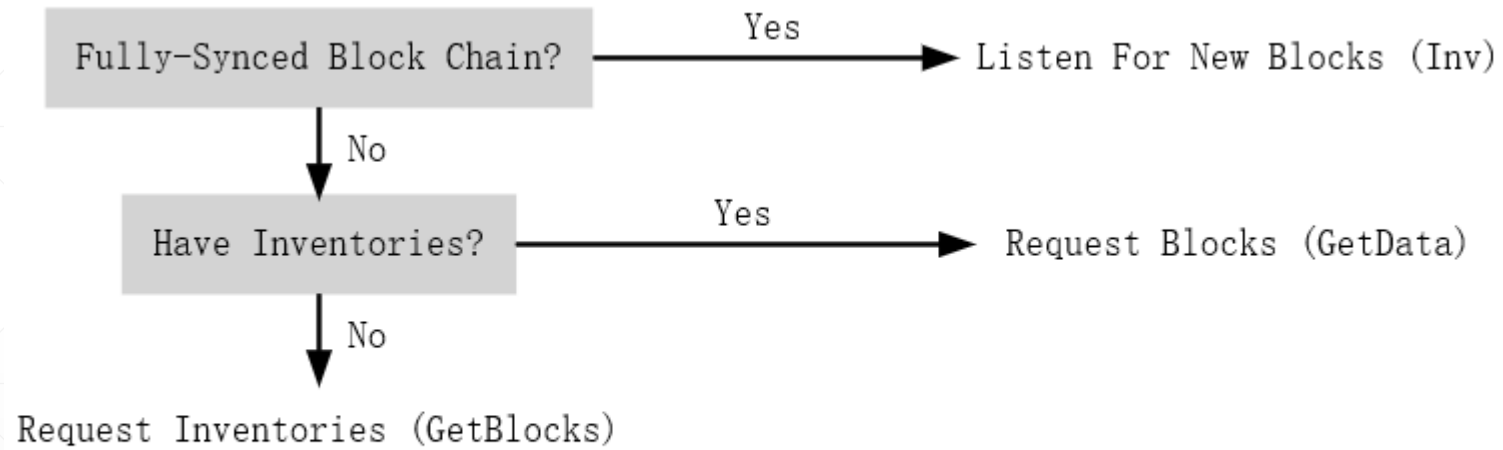 Fully-Synced Block Chain?
Yes
Listen For New Blocks (Inv)
No
Have Inventories?
Yes
Request Blocks (GetData)
No
Request Inventories (GetBlocks)